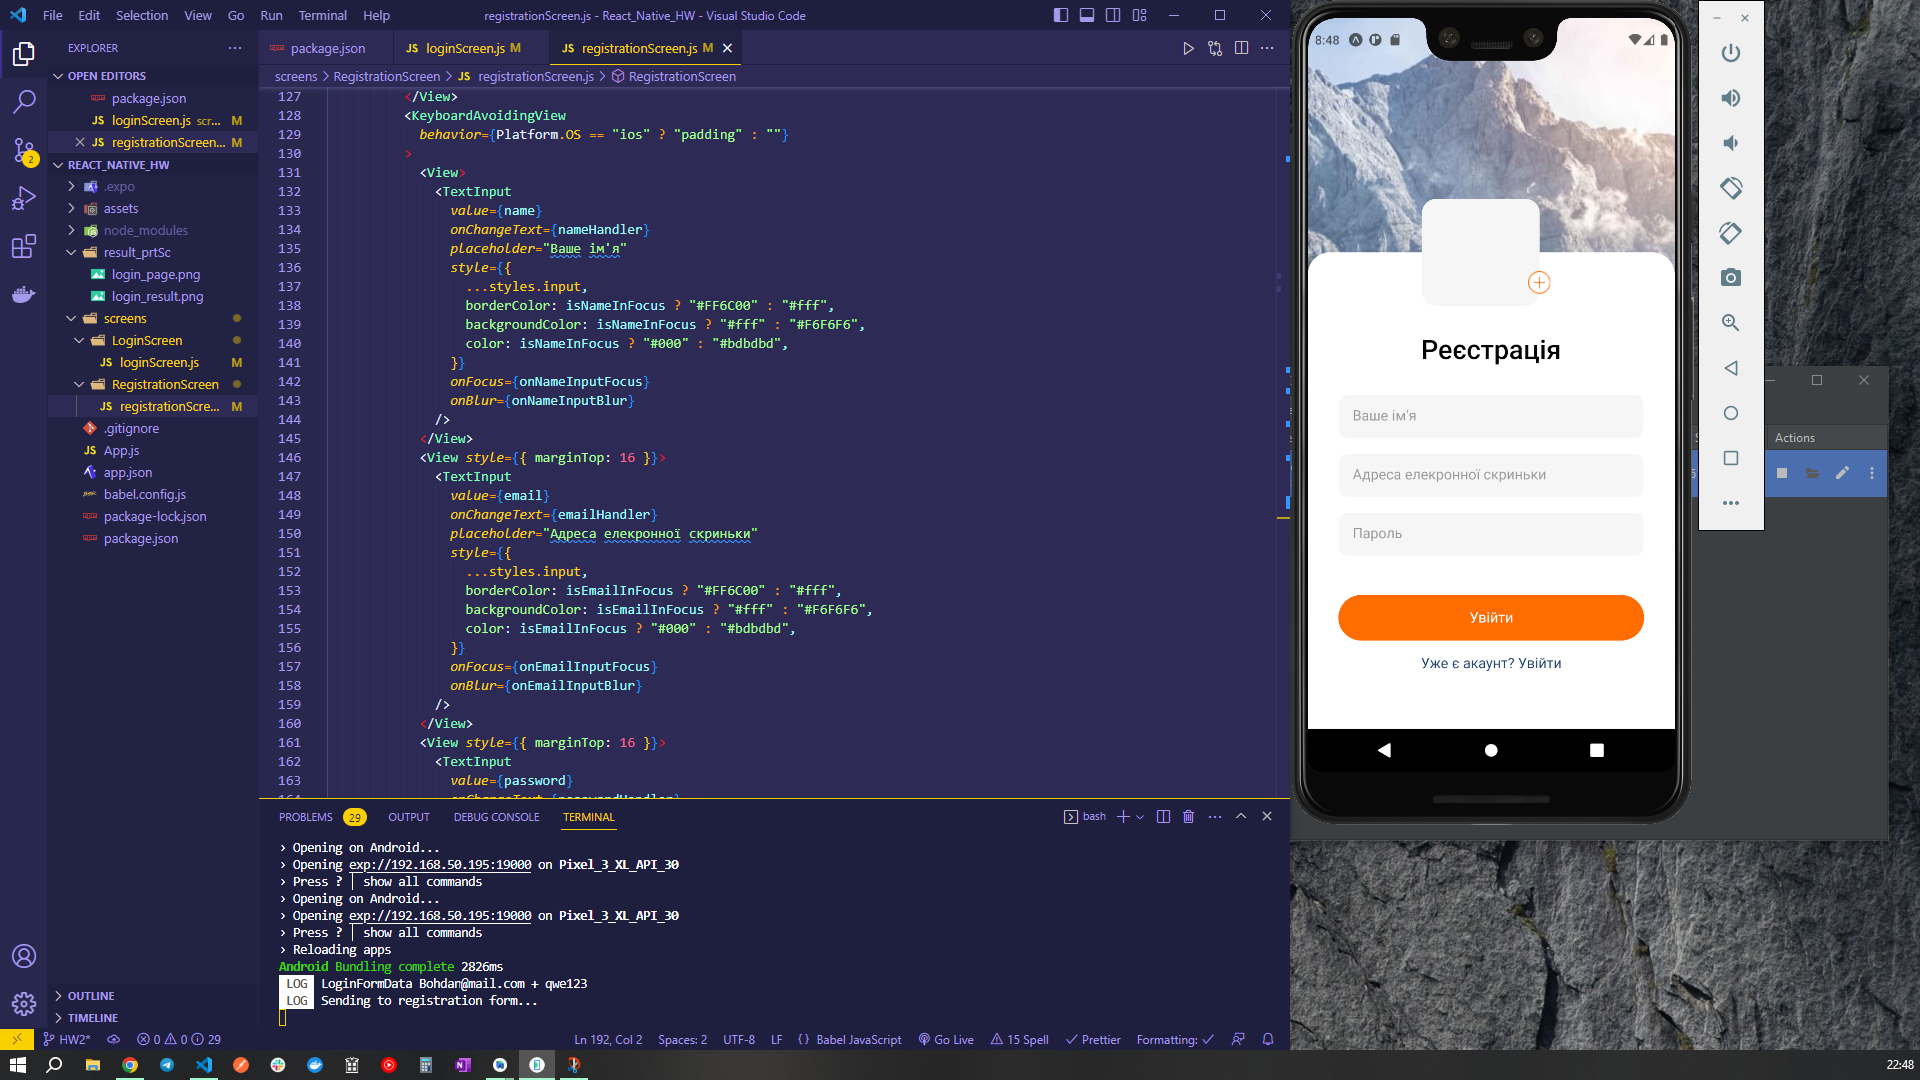 File Edit Selection View Go Run Terminal Help
registrationScreen.js - React_Native_HW - Visual Studio Code
EXPLORER
OPEN EDITORS
package.json
loginScreen.js scr... M
registrationScreen... M
REACT_NATIVE_HW
.expo
assets
node_modules
result_prtSc
login_page.png
login_result.png
screens
LoginScreen
loginScreen.js M
RegistrationScreen
registrationScre... M
.gitignore
App.js
app.json
babel.config.js
package-lock.json
package.json
OUTLINE
TIMELINE
2
package.json
JS loginScreen.js M
JS registrationScreen.js M
screens > RegistrationScreen > JS registrationScreen.js > RegistrationScreen
127 </View>
128 <KeyboardAvoidingView
129 behavior={Platform.OS == "ios" ? "padding" : ""}
130 >
131 <View>
132 <TextInput
133 value={name}
134 onChangeText={nameHandler}
135 placeholder="Ваше ім'я"
136 style={{
137 ...styles.input,
138 borderColor: isNameInFocus ? "#FF6C00" : "#fff",
139 backgroundColor: isNameInFocus ? "#fff" : "#F6F6F6",
140 color: isNameInFocus ? "#000" : "#bdbdbd",
141 }}
142 onFocus={onNameInputFocus}
143 onBlur={onNameInputBlur}
144 />
145 </View>
146 <View style={{ marginTop: 16 }}>
147 <TextInput
148 value={email}
149 onChangeText={emailHandler}
150 placeholder="Адреса елекронної скриньки"
151 style={{
152 ...styles.input,
153 borderColor: isEmailInFocus ? "#FF6C00" : "#fff",
154 backgroundColor: isEmailInFocus ? "#fff" : "#F6F6F6",
155 color: isEmailInFocus ? "#000" : "#bdbdbd",
156 }}
157 onFocus={onEmailInputFocus}
158 onBlur={onEmailInputBlur}
159 />
160 </View>
161 <View style={{ marginTop: 16 }}>
162 <TextInput
163 value={password}
PROBLEMS 29 OUTPUT DEBUG CONSOLE TERMINAL
bash
› Opening on Android...
› Opening exp://192.168.50.195:19000 on Pixel_3_XL_API_30
› Press ? │ show all commands
› Opening on Android...
› Opening exp://192.168.50.195:19000 on Pixel_3_XL_API_30
› Press ? │ show all commands
› Reloading apps
Android Bundling complete 2826ms
LOG LoginFormData Bohdan@mail.com + qwe123
LOG Sending to registration form...
HW2* 0 0 29
Ln 192, Col 2 Spaces: 2 UTF-8 LF {} Babel JavaScript Go Live 15 Spell Prettier Formatting:
8:48
Реєстрація
Ваше ім'я
Адреса елекронної скриньки
Пароль
Увійти
Уже є акаунт? Увійти
Actions
22:48